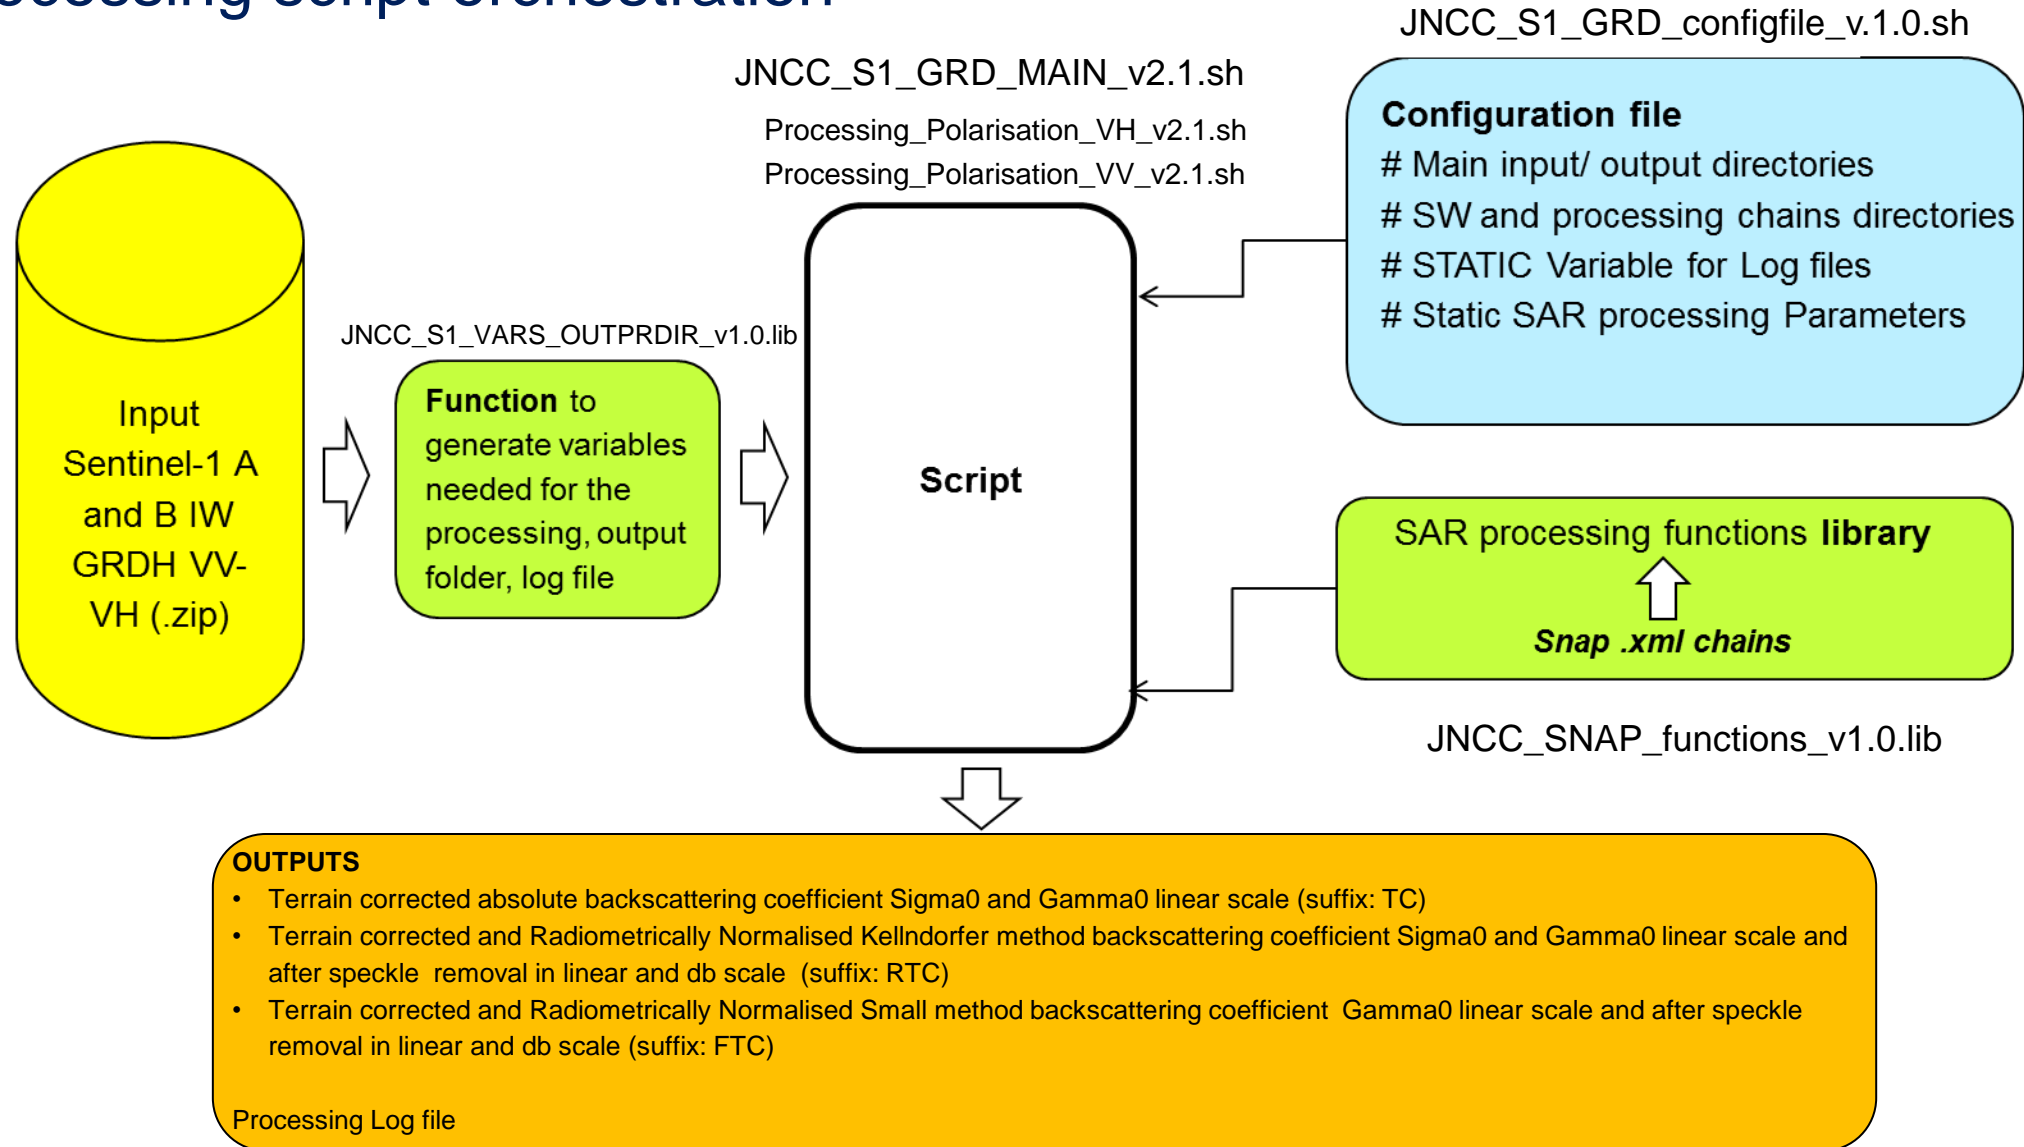 cessing script orchestration
JNCC_S1_GRD_configfile_v.1.0.sh
JNCC_S1_GRD_MAIN_v2.1.sh
Processing_Polarisation_VH_v2.1.sh
Processing_Polarisation_VV_v2.1.sh
Configuration file
# Main input/ output directories
# SW and processing chains directories
# STATIC Variable for Log files
# Static SAR processing Parameters
Input
Sentinel-1 A
and B IW
GRDH VV-
VH (.zip)
JNCC_S1_VARS_OUTPRDIR_v1.0.lib
Function to
generate variables
needed for the
processing, output
folder, log file
Script
SAR processing functions library
Snap .xml chains
JNCC_SNAP_functions_v1.0.lib
OUTPUTS
• Terrain corrected absolute backscattering coefficient Sigma0 and Gamma0 linear scale (suffix: TC)
• Terrain corrected and Radiometrically Normalised Kellndorfer method backscattering coefficient Sigma0 and Gamma0 linear scale and
after speckle removal in linear and db scale (suffix: RTC)
• Terrain corrected and Radiometrically Normalised Small method backscattering coefficient Gamma0 linear scale and after speckle
removal in linear and db scale (suffix: FTC)
Processing Log file